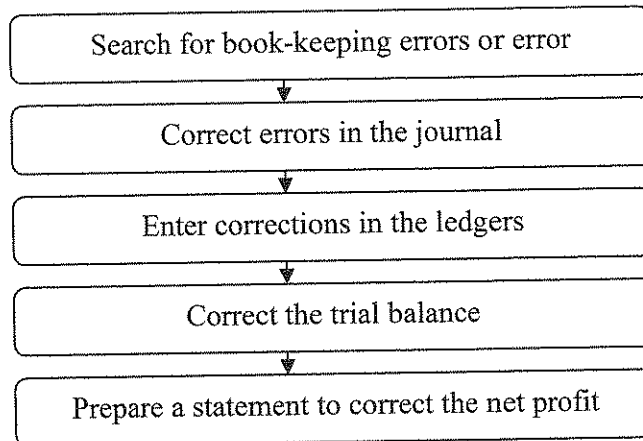 Search for book-keeping errors or error
Correct errors in the journal
Enter corrections in the ledgers
Correct the trial balance
Prepare a statement to correct the net profit